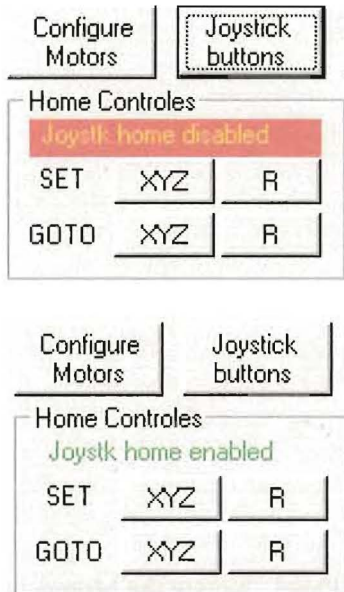 Configure Joystick
Motors buttons
Home Controles
Joystk home disabled
SET XYZ R
GOTO XYZ R
Configure Joystick
Motors buttons
Home Controles
Joystk home enabled
SET XYZ R
GOTO XYZ R